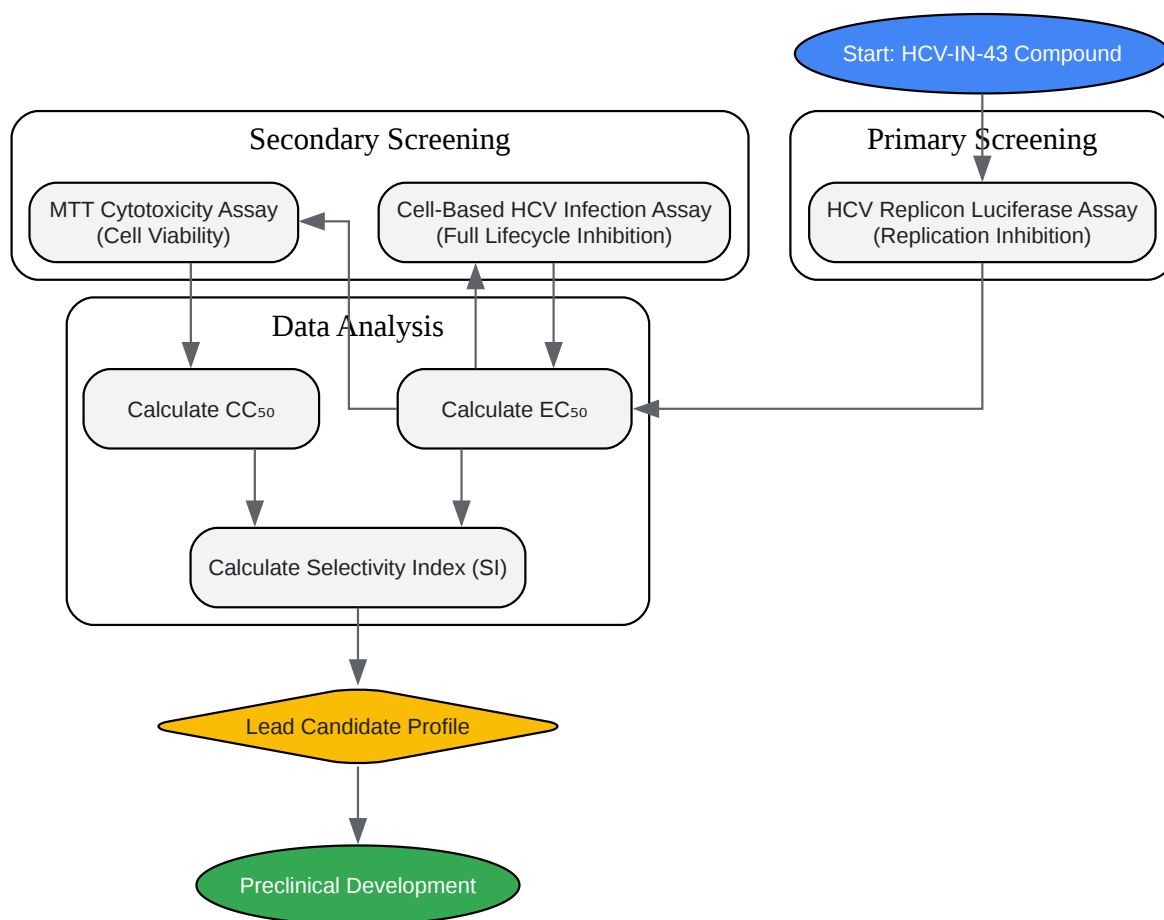 Start: HCV-IN-43 Compound
Secondary Screening
Primary Screening
MTT Cytotoxicity Assay
(Cell Viability)
Cell-Based HCV Infection Assay
(Full Lifecycle Inhibition)
HCV Replicon Luciferase Assay
(Replication Inhibition)
Data Analysis
Calculate CC₅₀
Calculate EC₅₀
Calculate Selectivity Index (SI)
Lead Candidate Profile
Preclinical Development